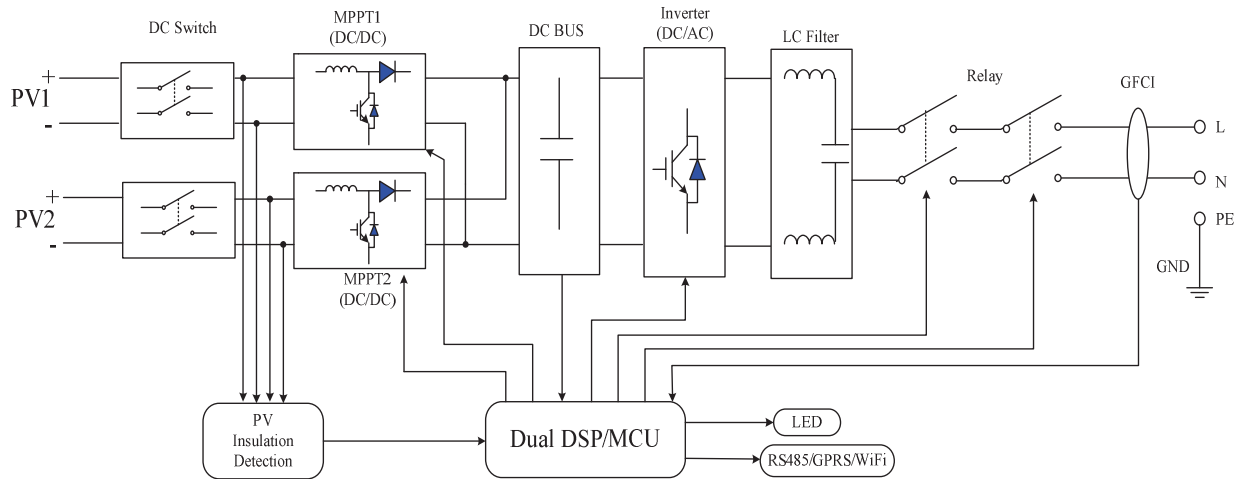 DC Switch
MPPT1
(DC/DC)
DC BUS
Inverter
(DC/AC)
LC Filter
Relay
GFCI
+
PV1
-
L
N
+
PV2
-
PE
GND
MPPT2
(DC/DC)
PV
Insulation
Detection
Dual DSP/MCU
LED
RS485/GPRS/WiFi